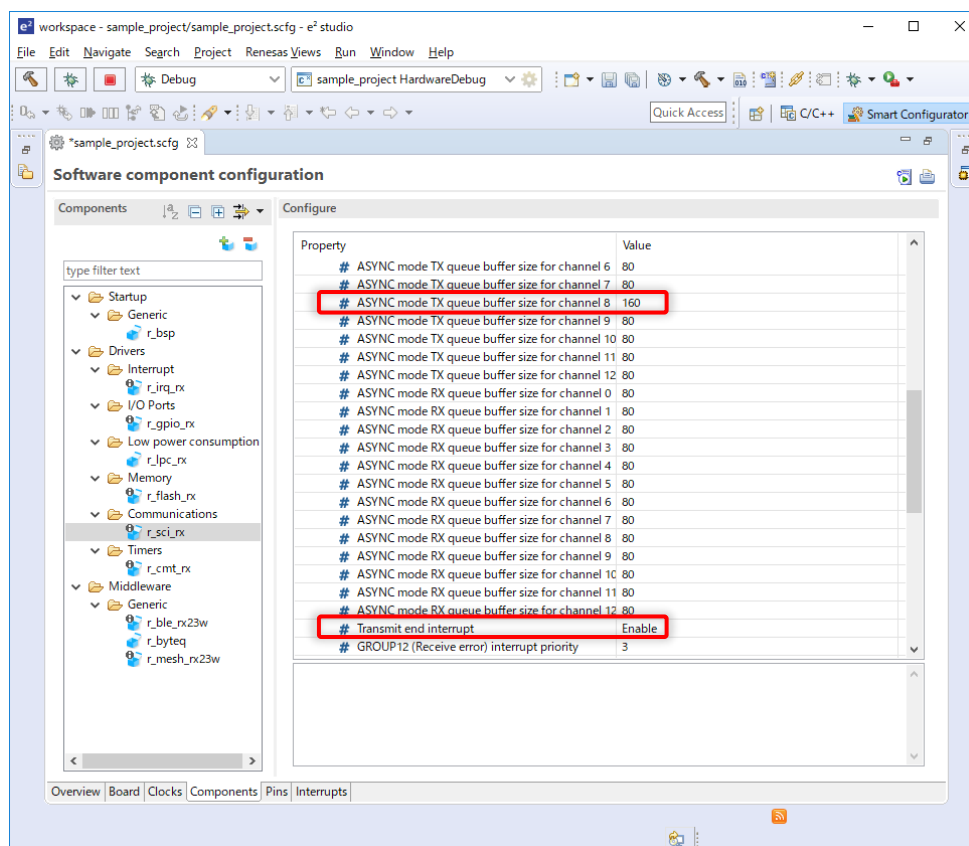 e² workspace - sample_project/sample_project.scfg - e² studio
File Edit Navigate Search Project Renesas Views Run Window Help
Debug
sample_project HardwareDebug
010
Quick Access
C/C++
Smart Configurator
*sample_project.scfg
Software component configuration
Components
Configure
type filter text
Startup
Generic
r_bsp
Drivers
Interrupt
r_irq_rx
I/O Ports
r_gpio_rx
Low power consumption
r_lpc_rx
Memory
r_flash_rx
Communications
r_sci_rx
Timers
r_cmt_rx
Middleware
Generic
r_ble_rx23w
r_byteq
r_mesh_rx23w
Property Value
# ASYNC mode TX queue buffer size for channel 6 80
# ASYNC mode TX queue buffer size for channel 7 80
# ASYNC mode TX queue buffer size for channel 8 160
# ASYNC mode TX queue buffer size for channel 9 80
# ASYNC mode TX queue buffer size for channel 10 80
# ASYNC mode TX queue buffer size for channel 11 80
# ASYNC mode TX queue buffer size for channel 12 80
# ASYNC mode RX queue buffer size for channel 0 80
# ASYNC mode RX queue buffer size for channel 1 80
# ASYNC mode RX queue buffer size for channel 2 80
# ASYNC mode RX queue buffer size for channel 3 80
# ASYNC mode RX queue buffer size for channel 4 80
# ASYNC mode RX queue buffer size for channel 5 80
# ASYNC mode RX queue buffer size for channel 6 80
# ASYNC mode RX queue buffer size for channel 7 80
# ASYNC mode RX queue buffer size for channel 8 80
# ASYNC mode RX queue buffer size for channel 9 80
# ASYNC mode RX queue buffer size for channel 10 80
# ASYNC mode RX queue buffer size for channel 11 80
# ASYNC mode RX queue buffer size for channel 12 80
# Transmit end interrupt Enable
# GROUP12 (Receive error) interrupt priority 3
Overview Board Clocks Components Pins Interrupts